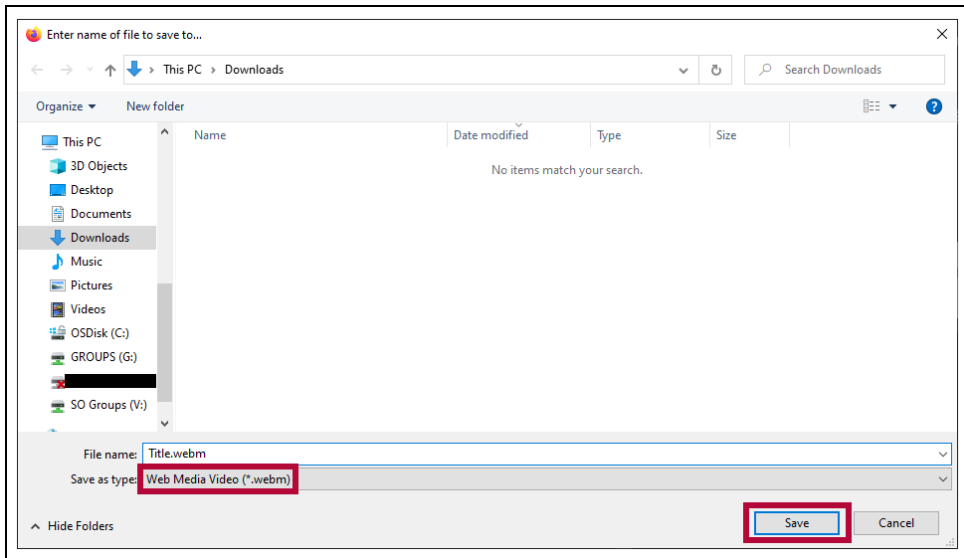 Enter name of file to save to...
This PC > Downloads
Search Downloads
Organize
New folder
Name
Date modified
Type
Size
No items match your search.
This PC
3D Objects
Desktop
Documents
Downloads
Music
Pictures
Videos
OSDisk (C:)
GROUPS (G:)
SO Groups (V:)
File name: Title.webm
Save as type: Web Media Video (*.webm)
Hide Folders
Save
Cancel